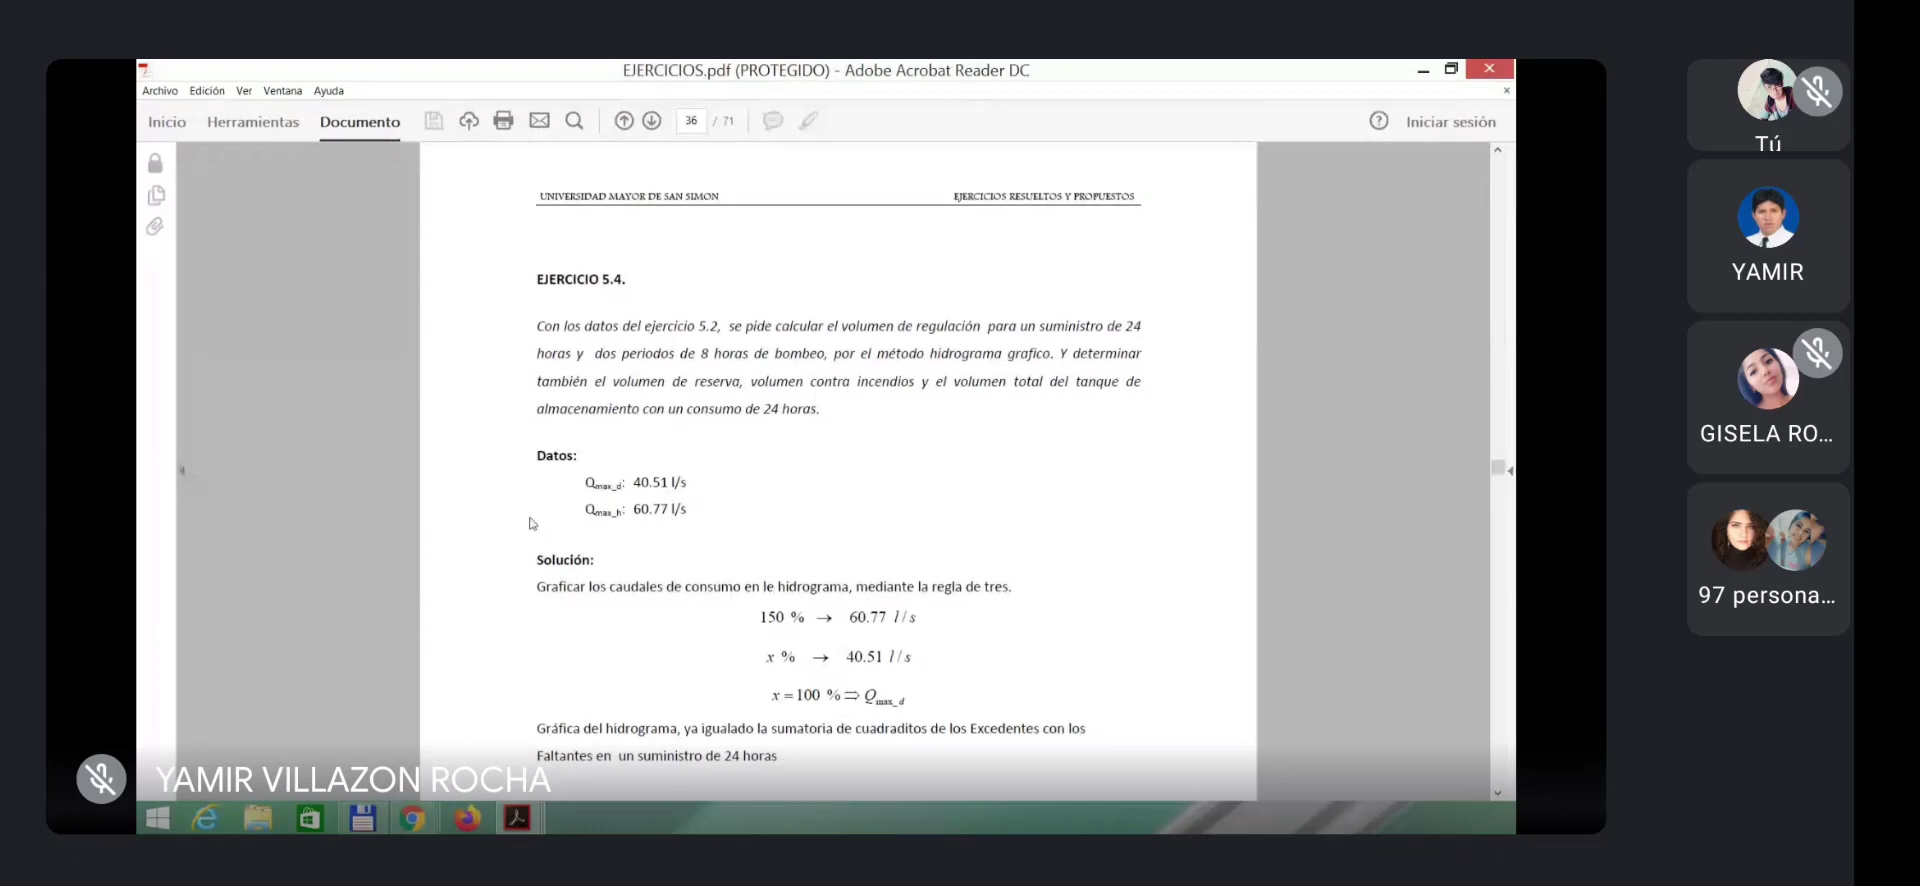 EJERCICIOS.pdf (PROTEGIDO) - Adobe Acrobat Reader DC
Archivo Edición Ver Ventana Ayuda
Inicio Herramientas Documento 36 / 71 Iniciar sesión
UNIVERSIDAD MAYOR DE SAN SIMON EJERCICIOS RESUELTOS Y PROPUESTOS
EJERCICIO 5.4.
Con los datos del ejercicio 5.2, se pide calcular el volumen de regulación para un suministro de 24
horas y dos periodos de 8 horas de bombeo, por el método hidrograma grafico. Y determinar
también el volumen de reserva, volumen contra incendios y el volumen total del tanque de
almacenamiento con un consumo de 24 horas.
Datos:
Qmax_d: 40.51 l/s
Qmax_h: 60.77 l/s
Solución:
Graficar los caudales de consumo en le hidrograma, mediante la regla de tres.
150 % → 60.77 l/s
x % → 40.51 l/s
x = 100 % ⇒ Qmax_d
Gráfica del hidrograma, ya igualado la sumatoria de cuadraditos de los Excedentes con los
Faltantes en un suministro de 24 horas
YAMIR VILLAZON ROCHA
Tú
YAMIR
GISELA RO...
97 persona...